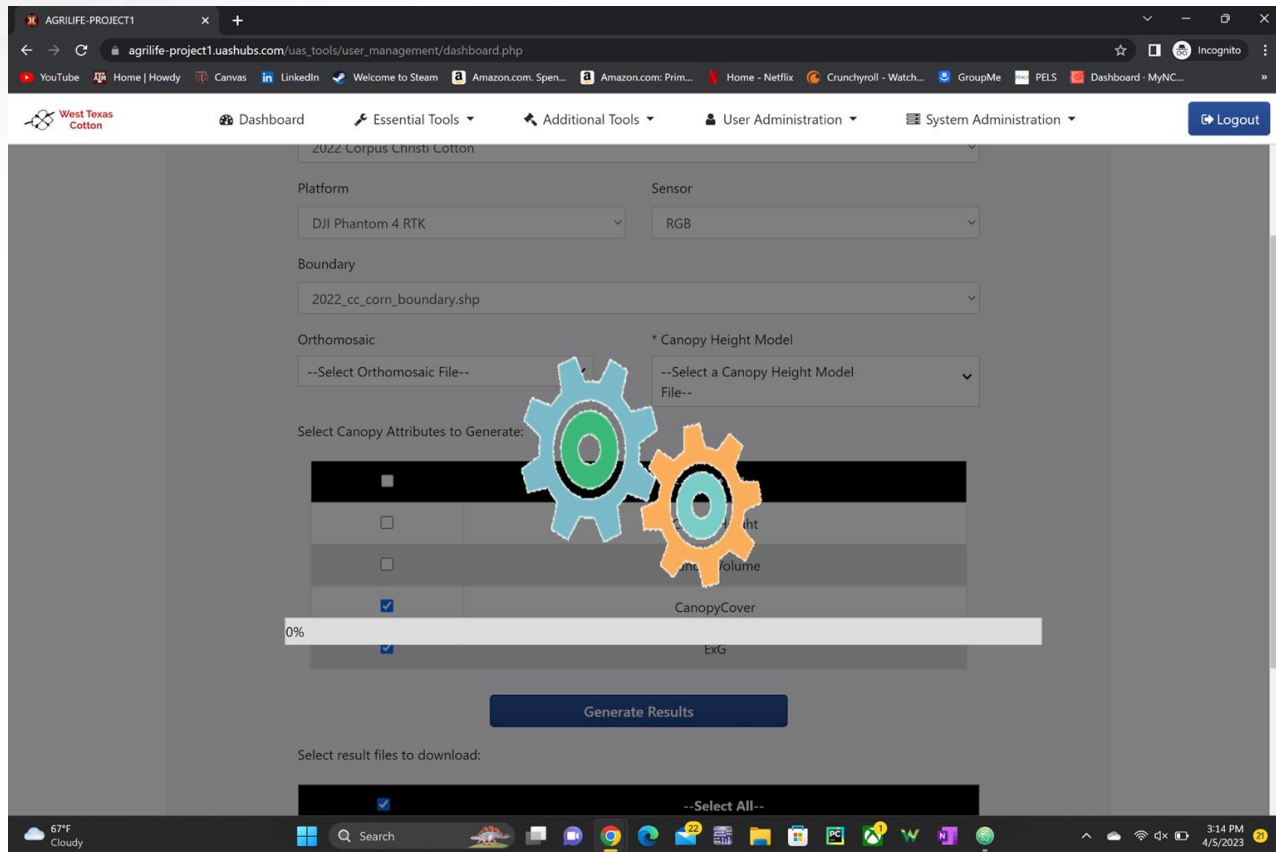 AGRILIFE-PROJECT1
agrilife-project1.uashubs.com/uas_tools/user_management/dashboard.php
Incognito
YouTube Home | Howdy Canvas LinkedIn Welcome to Steam Amazon.com. Spen... Amazon.com: Prim... Home - Netflix Crunchyroll - Watch... GroupMe PELS Dashboard · MyNC... »
West Texas
Cotton
Dashboard Essential Tools Additional Tools User Administration System Administration Logout
2022 Corpus Christi Cotton
Platform Sensor
DJI Phantom 4 RTK RGB
Boundary
2022_cc_corn_boundary.shp
Orthomosaic * Canopy Height Model
--Select Orthomosaic File-- --Select a Canopy Height Model
File--
Select Canopy Attributes to Generate:
CanopyCover
0%
ExG
Generate Results
Select result files to download:
--Select All--
67°F
Cloudy
Search
22
1
3:14 PM
4/5/2023
21